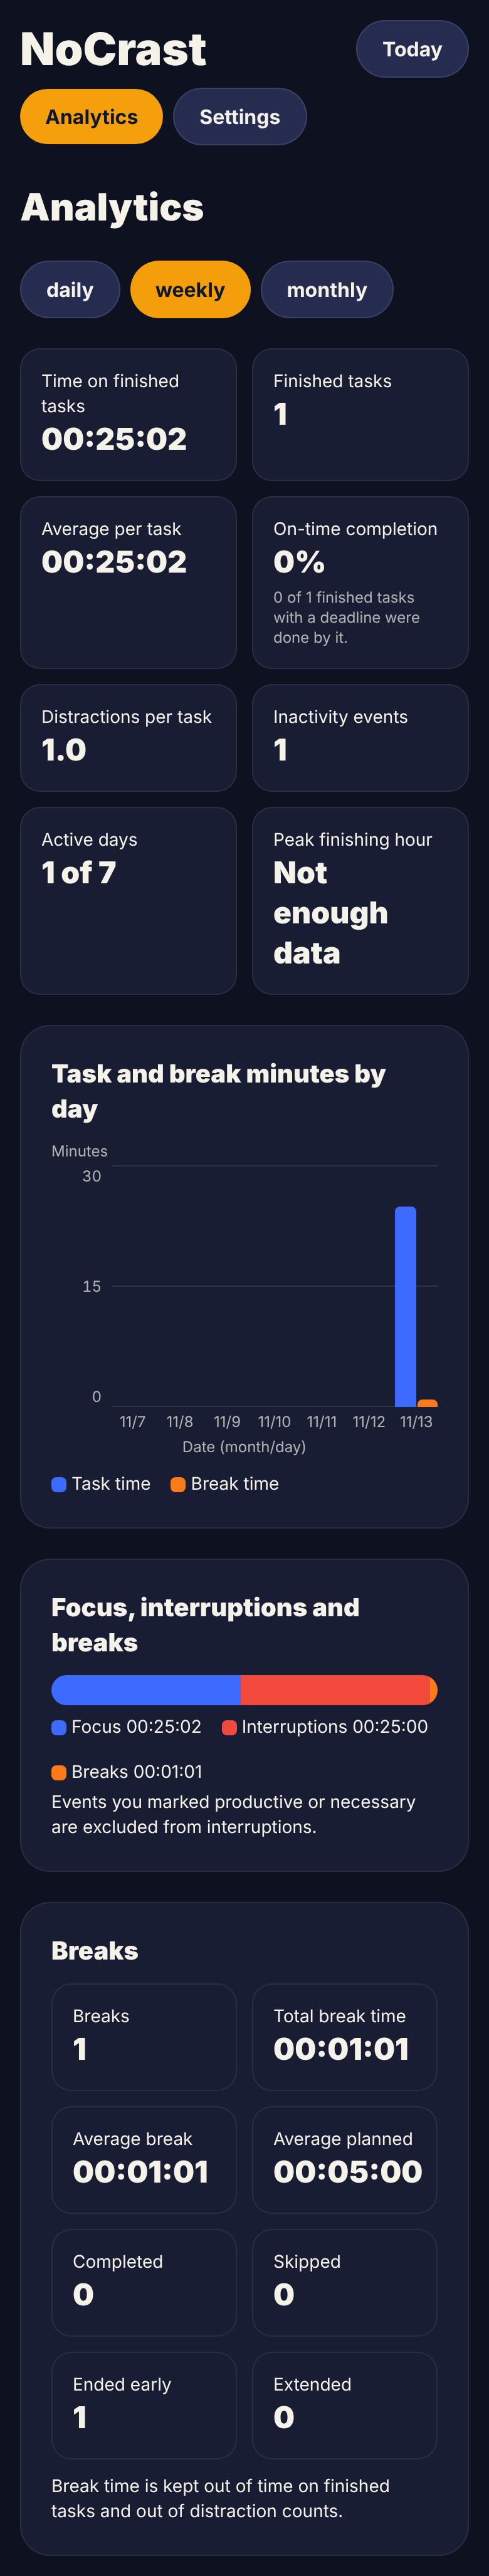 NoCrast
Today
Analytics
Settings
Analytics
daily
weekly
monthly
Time on finished
tasks
00:25:02
Finished tasks
1
Average per task
00:25:02
On-time completion
0%
0 of 1 finished tasks
with a deadline were
done by it.
Distractions per task
1.0
Inactivity events
1
Active days
1 of 7
Peak finishing hour
Not
enough
data
Task and break minutes by
day
Minutes
30
15
0
11/7 11/8 11/9 11/10 11/11 11/12 11/13
Date (month/day)
Task time
Break time
Focus, interruptions and
breaks
Focus 00:25:02
Interruptions 00:25:00
Breaks 00:01:01
Events you marked productive or necessary
are excluded from interruptions.
Breaks
Breaks
1
Total break time
00:01:01
Average break
00:01:01
Average planned
00:05:00
Completed
0
Skipped
0
Ended early
1
Extended
0
Break time is kept out of time on finished
tasks and out of distraction counts.